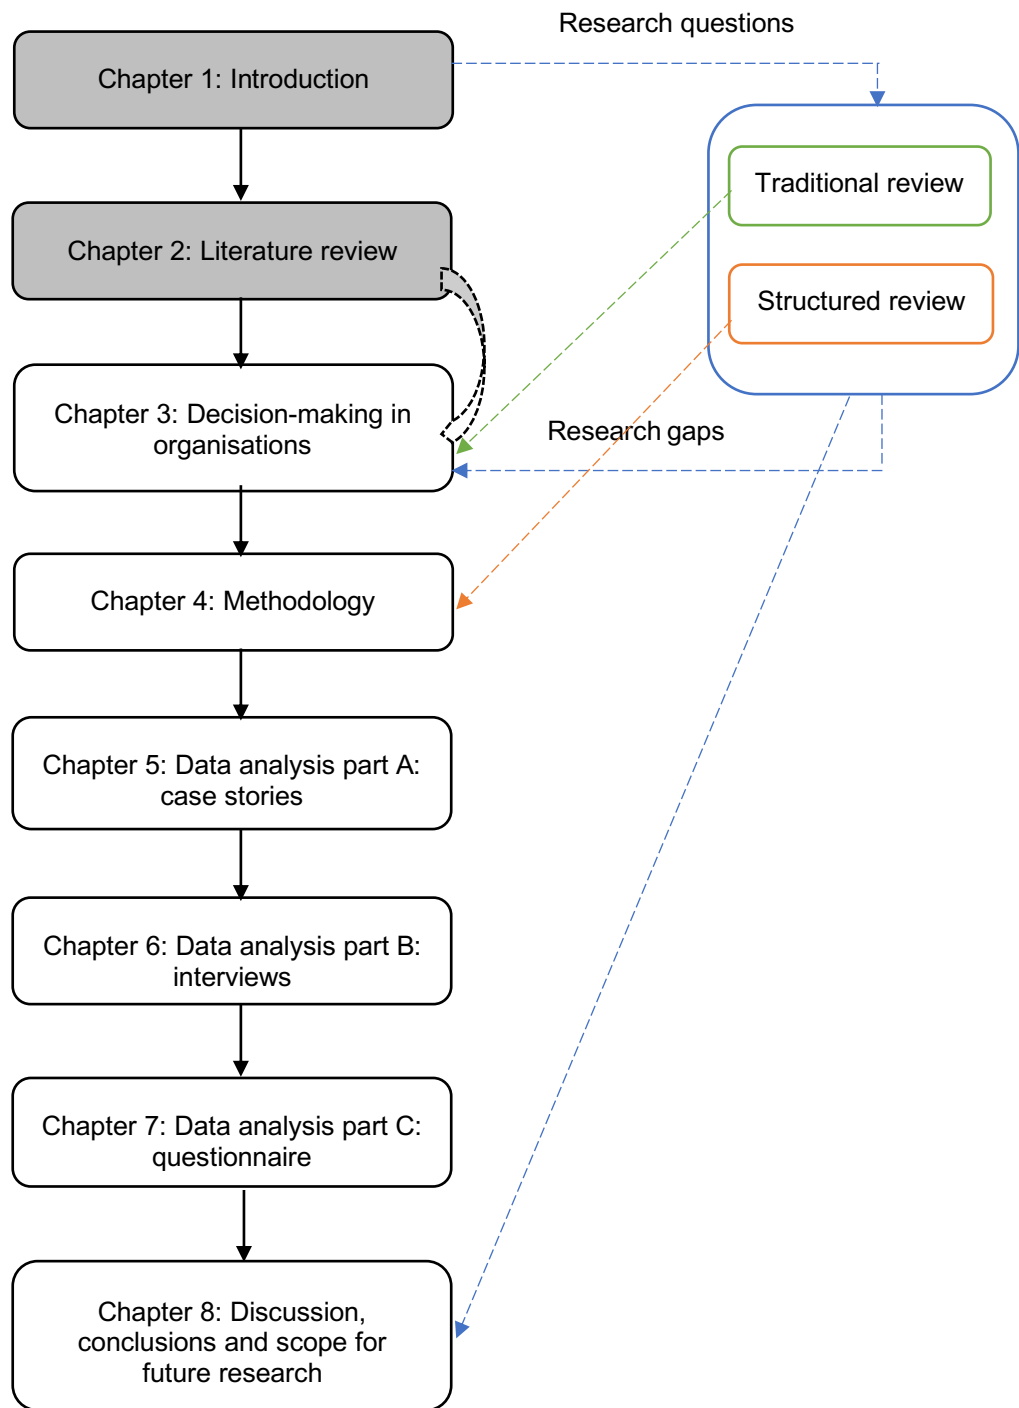 Research questions
Chapter 1: Introduction
Traditional review
Chapter 2: Literature review
Structured review
Chapter 3: Decision-making in
organisations
Research gaps
Chapter 4: Methodology
Chapter 5: Data analysis part A:
case stories
Chapter 6: Data analysis part B:
interviews
Chapter 7: Data analysis part C:
questionnaire
Chapter 8: Discussion,
conclusions and scope for
future research